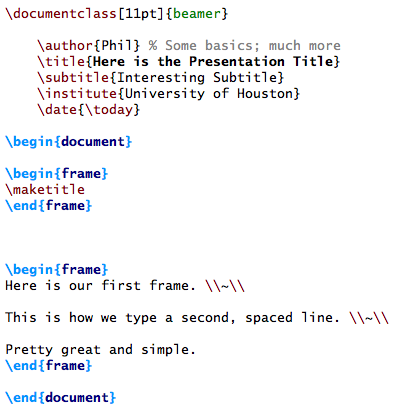 \documentclass[11pt]{beamer}
\author{Phil} % Some basics; much more
\title{Here is the Presentation Title}
\subtitle{Interesting Subtitle}
\institute{University of Houston}
\date{\today}
\begin{document}
\begin{frame}
\maketitle
\end{frame}
\begin{frame}
Here is our first frame. \\~\\
This is how we type a second, spaced line. \\~\\
Pretty great and simple.
\end{frame}
\end{document}